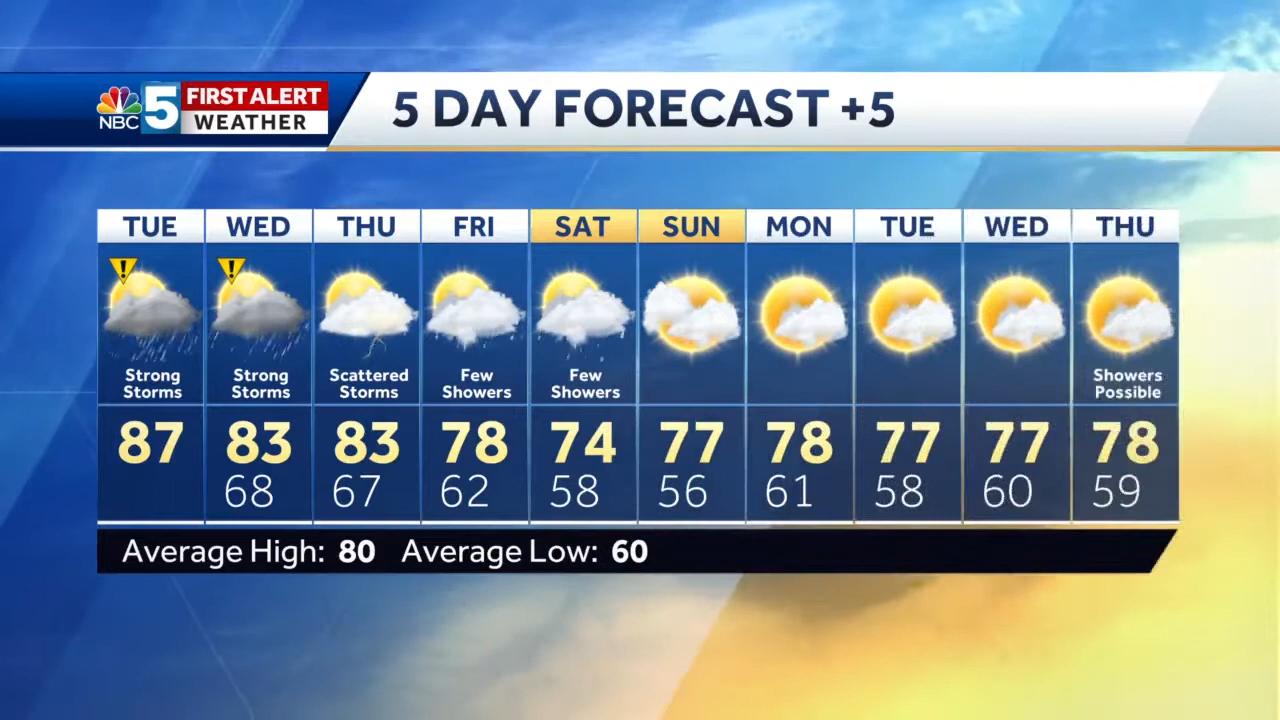 NBC 5 FIRST ALERT WEATHER
5 DAY FORECAST +5
TUE WED THU FRI SAT SUN MON TUE WED THU
! !
Strong Strong Scattered Few Few Showers
Storms Storms Storms Showers Showers Possible
87 83 83 78 74 77 78 77 77 78
68 67 62 58 56 61 58 60 59
Average High: 80 Average Low: 60